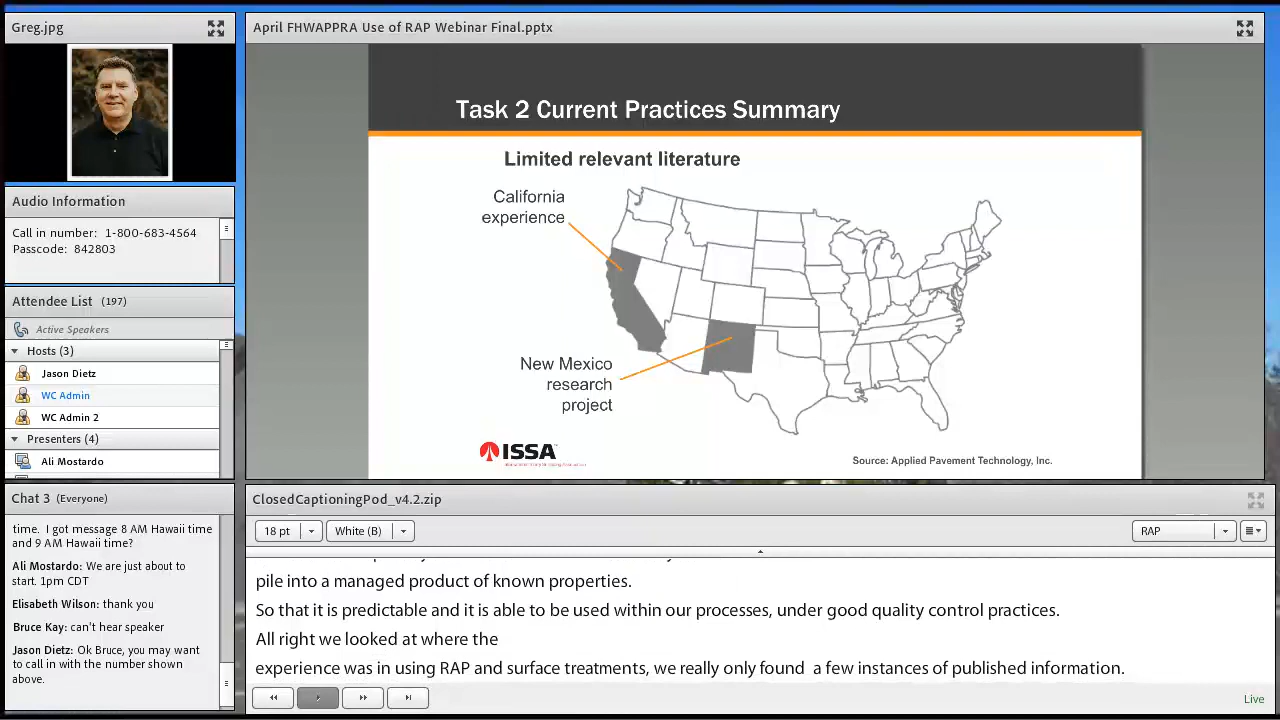 Greg.jpg
Audio Information
Call in number: 1-800-683-4564
Passcode: 842803
Attendee List (197)
Active Speakers
Hosts (3)
Jason Dietz
WC Admin
WC Admin 2
Presenters (4)
Ali Mostardo
Chat 3 (Everyone)
time. I got message 8 AM Hawaii time
and 9 AM Hawaii time?
Ali Mostardo: We are just about to
start. 1pm CDT
Elisabeth Wilson: thank you
Bruce Kay: can't hear speaker
Jason Dietz: Ok Bruce, you may want
to call in with the number shown
above.
April FHWAPPRA Use of RAP Webinar Final.pptx
Task 2 Current Practices Summary
Limited relevant literature
California
experience
New Mexico
research
project
ISSA
Source: Applied Pavement Technology, Inc.
ClosedCaptioningPod_v4.2.zip
18 pt
White (B)
RAP
pile into a managed product of known properties.
So that it is predictable and it is able to be used within our processes, under good quality control practices.
All right we looked at where the
experience was in using RAP and surface treatments, we really only found a few instances of published information.
Live